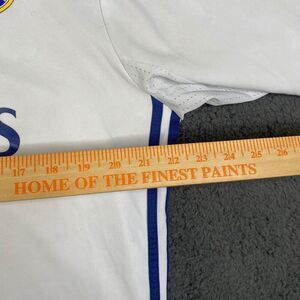 S
17 18 19 20 21 22 23 24 25 26
HOME OF THE FINEST PAINTS